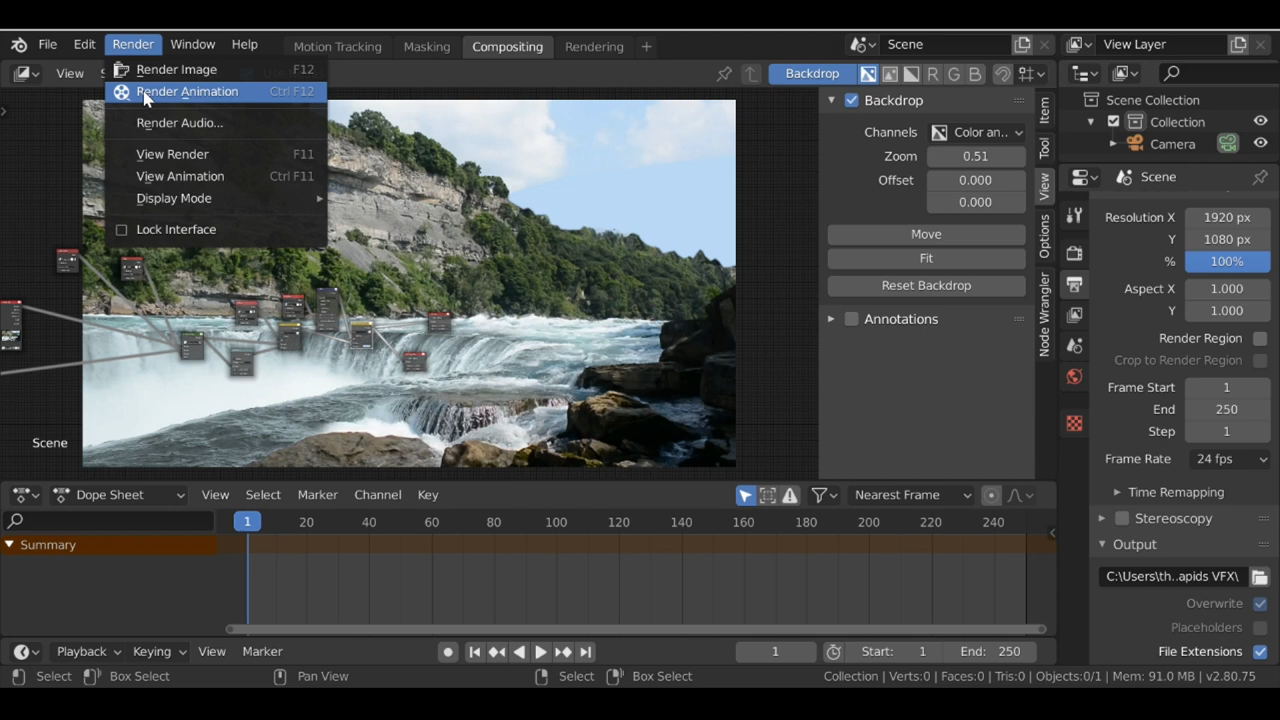 File Edit Render Window Help Motion Tracking Masking Compositing Rendering + Scene View Layer
View Backdrop R G B
Render Image F12
Render Animation Ctrl F12
Render Audio...
View Render F11
View Animation Ctrl F11
Display Mode
Lock Interface
Scene
Backdrop
Channels Color an..
Zoom 0.51
Offset 0.000
0.000
Move
Fit
Reset Backdrop
Annotations
Item
Tool
View
Options
Node Wrangler
Scene Collection
Collection
Camera
Scene
Resolution X 1920 px
Y 1080 px
% 100%
Aspect X 1.000
Y 1.000
Render Region
Crop to Render Region
Frame Start 1
End 250
Step 1
Frame Rate 24 fps
Time Remapping
Stereoscopy
Output
C:\Users\th..apids VFX\
Overwrite
Placeholders
File Extensions
Dope Sheet View Select Marker Channel Key Nearest Frame
1 20 40 60 80 100 120 140 160 180 200 220 240
Summary
Playback Keying View Marker 1 Start: 1 End: 250
Select Box Select Pan View Select Box Select Collection | Verts:0 | Faces:0 | Tris:0 | Objects:0/1 | Mem: 91.0 MB | v2.80.75